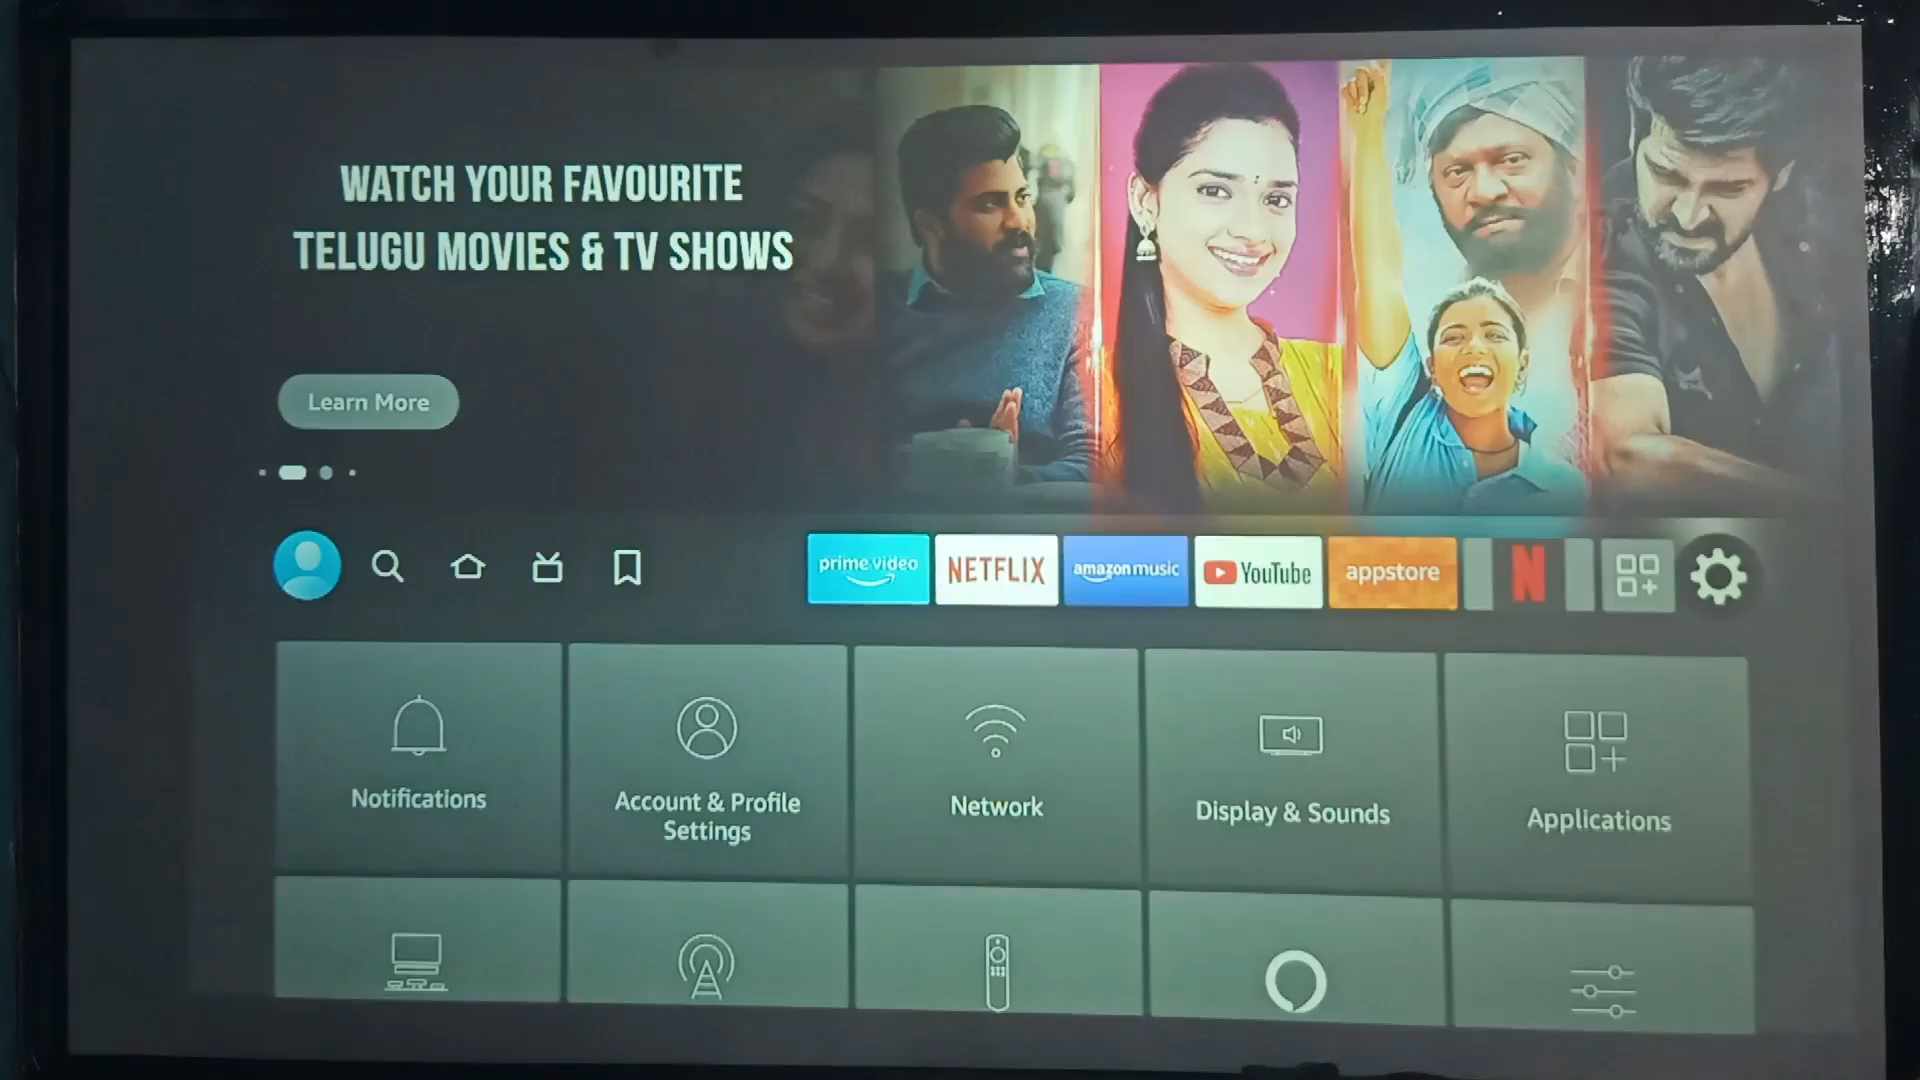 WATCH YOUR FAVOURITE
TELUGU MOVIES & TV SHOWS
Learn More
prime video
NETFLIX
amazon music
YouTube
appstore
N
Notifications
Account & Profile
Settings
Network
Display & Sounds
Applications